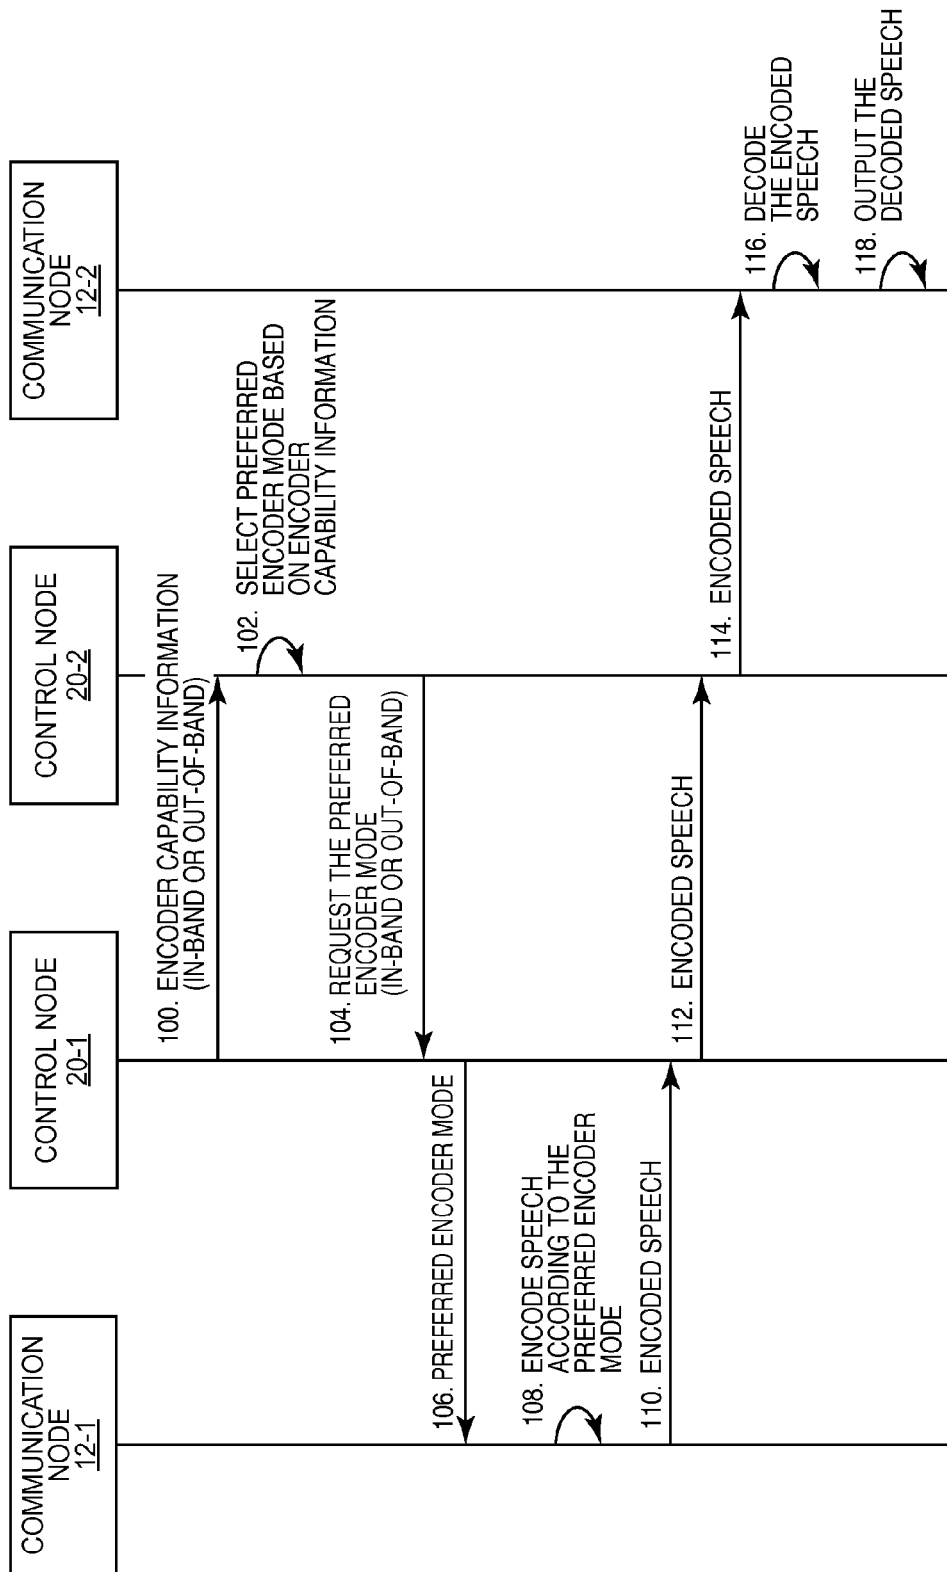 COMMUNICATION
NODE
12-1
CONTROL NODE
20-1
CONTROL NODE
20-2
COMMUNICATION
NODE
12-2
100. ENCODER CAPABILITY INFORMATION
(IN-BAND OR OUT-OF-BAND)
102. SELECT PREFERRED
ENCODER MODE BASED
ON ENCODER
CAPABILITY INFORMATION
104. REQUEST THE PREFERRED
ENCODER MODE
(IN-BAND OR OUT-OF-BAND)
106. PREFERRED ENCODER MODE
108. ENCODE SPEECH
ACCORDING TO THE
PREFERRED ENCODER
MODE
110. ENCODED SPEECH
112. ENCODED SPEECH
114. ENCODED SPEECH
116. DECODE
THE ENCODED
SPEECH
118. OUTPUT THE
DECODED SPEECH